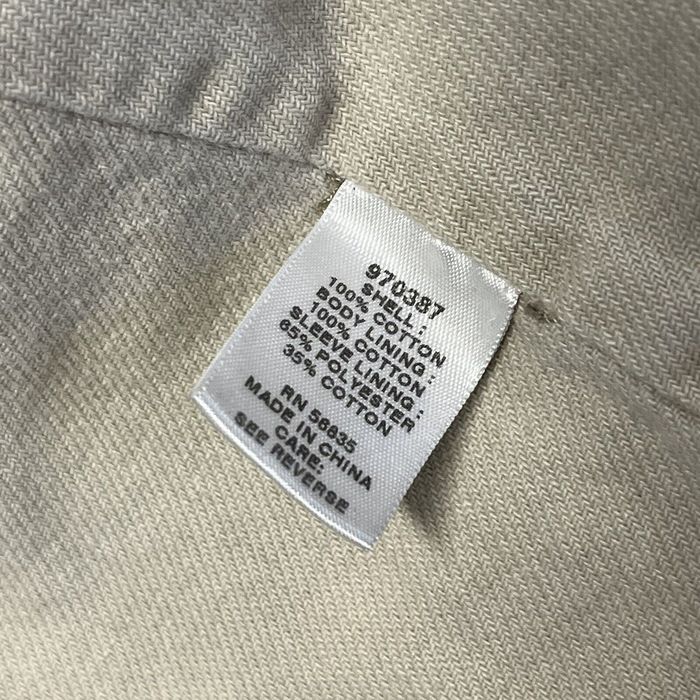 970387
SHELL:
100% COTTON
BODY LINING:
100% COTTON
SLEEVE LINING:
65% POLYESTER
35% COTTON
RN 56835
MADE IN CHINA
CARE:
SEE REVERSE